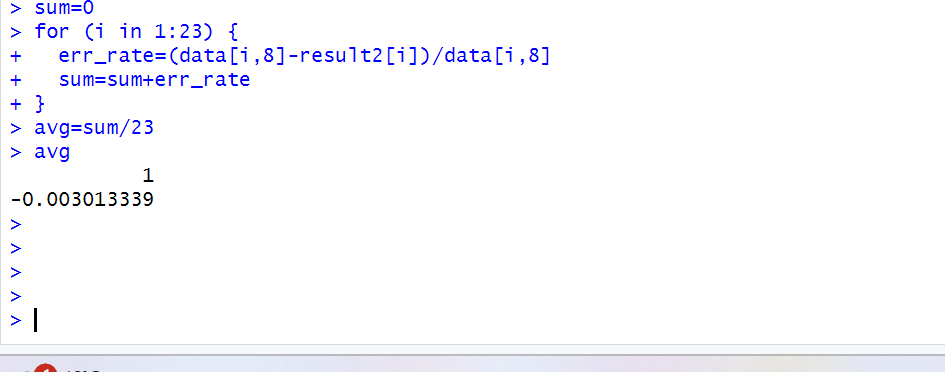 > sum=0
> for (i in 1:23) {
+   err_rate=(data[i,8]-result2[i])/data[i,8]
+   sum=sum+err_rate
+ }
> avg=sum/23
> avg
           1
-0.003013339
>
>
>
>
>